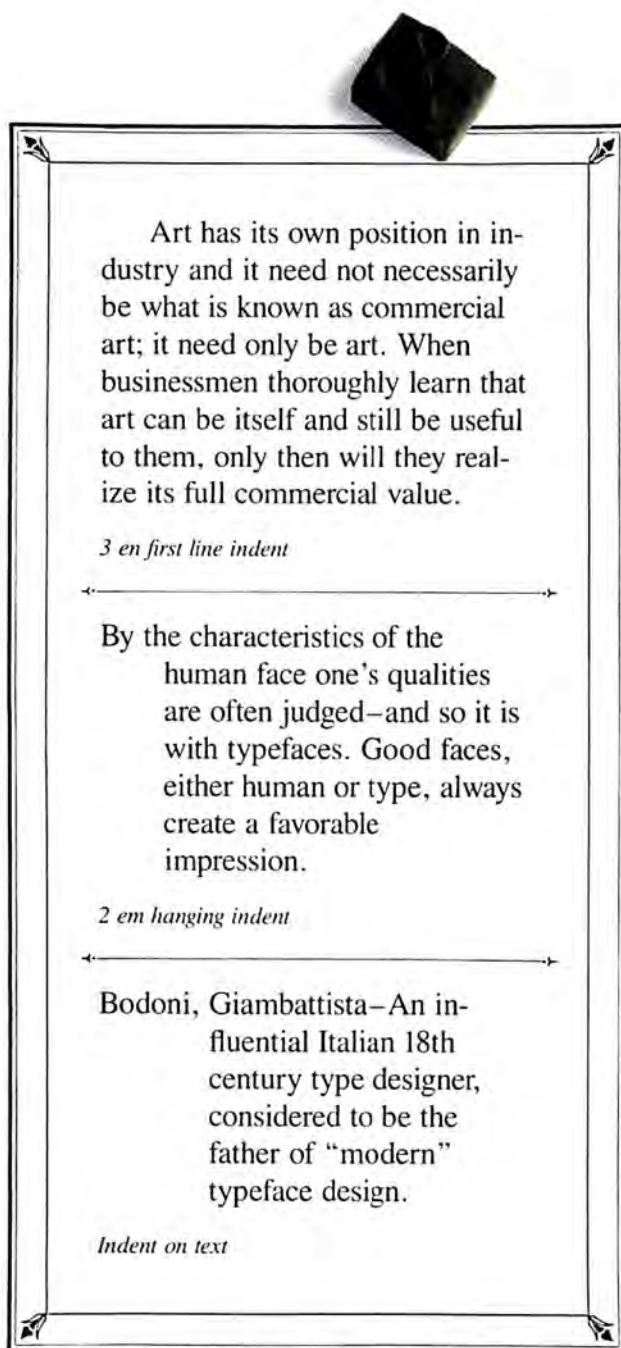 Art has its own position in in-
dustry and it need not necessarily
be what is known as commercial
art; it need only be art. When
businessmen thoroughly learn that
art can be itself and still be useful
to them, only then will they real-
ize its full commercial value.
3 en first line indent
By the characteristics of the
human face one's qualities
are often judged–and so it is
with typefaces. Good faces,
either human or type, always
create a favorable
impression.
2 em hanging indent
Bodoni, Giambattista–An in-
fluential Italian 18th
century type designer,
considered to be the
father of “modern”
typeface design.
Indent on text